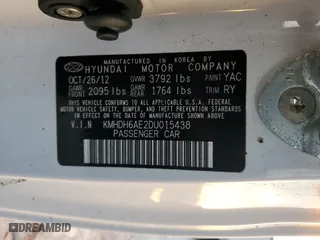 MANUFACTURED IN KOREA BY
HYUNDAI MOTOR COMPANY
OCT/26/12 GVWR 3792 lbs PAINT YAC
GAWR FRONT 2095 lbs GAWR REAR 1764 lbs TRIM RY
THIS VEHICLE CONFORMS TO ALL APPLICABLE U.S. FEDERAL MOTOR VEHICLE
SAFETY, BUMPER, AND THEFT PREVENTION STANDARDS
IN EFFECT ON THE DATE OF MANUFACTURE SHOWN ABOVE.
V.I.N KMHDH6AE2DU015438
PASSENGER CAR